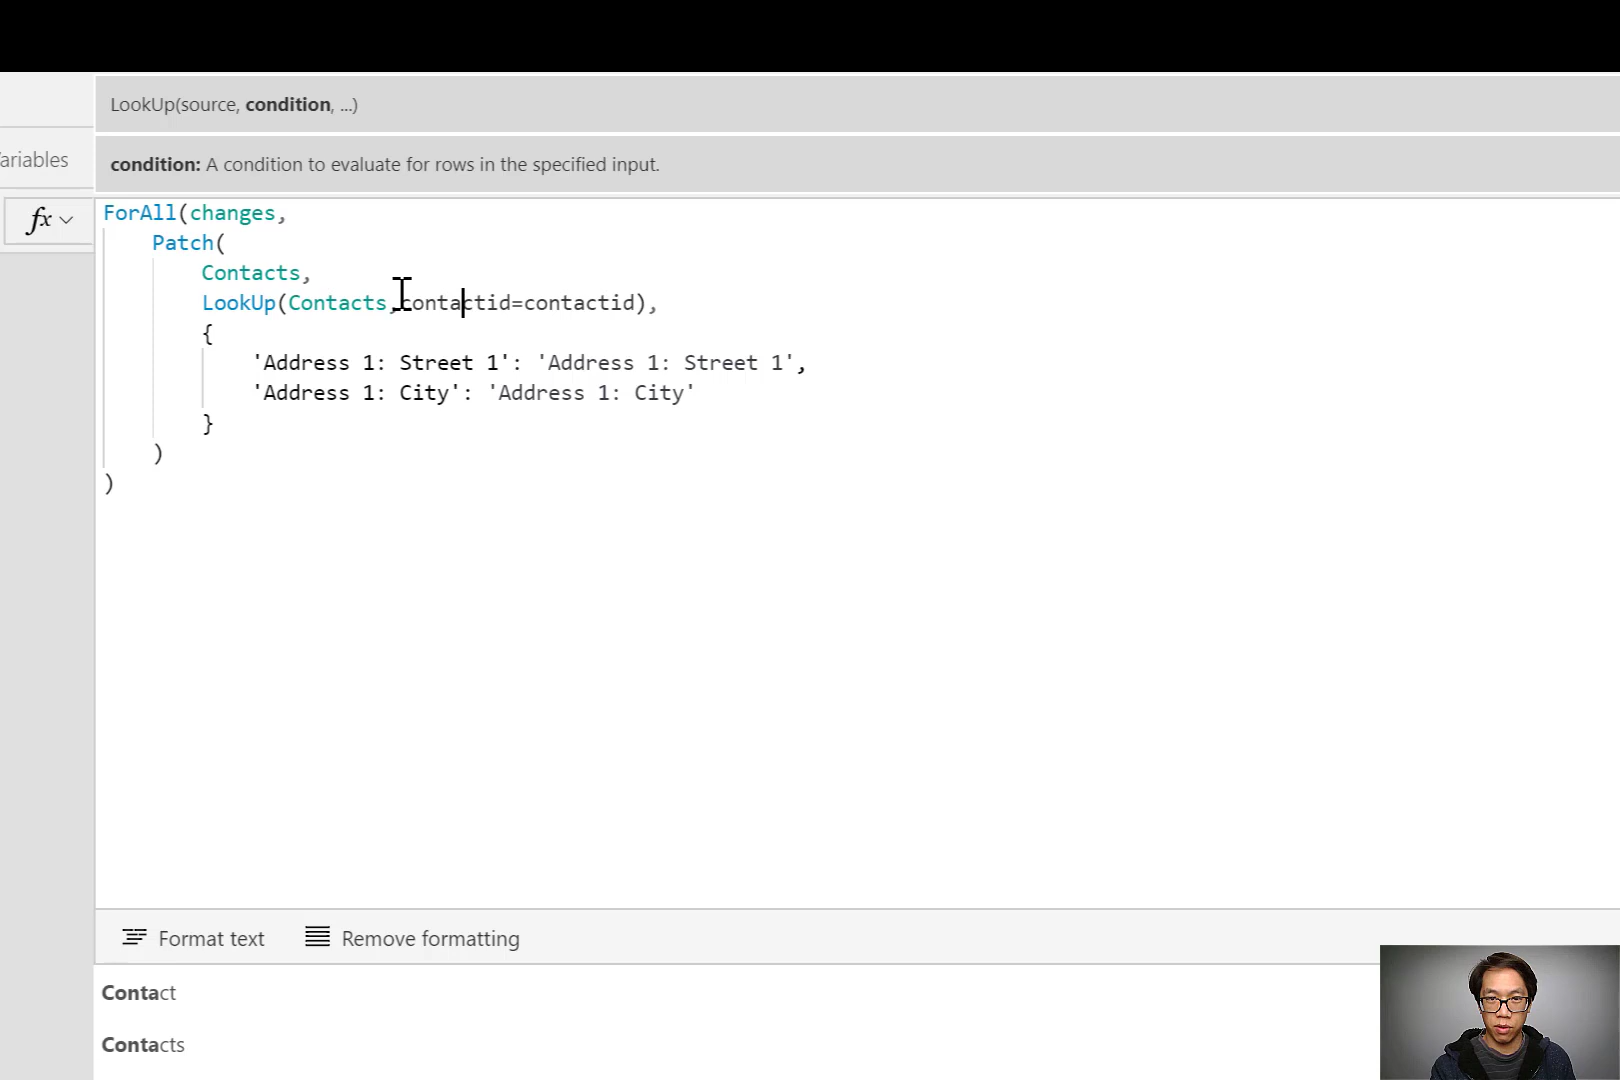 LookUp(source, condition, ...)
ariables
condition: A condition to evaluate for rows in the specified input.
fx
ForAll(changes,
Patch(
Contacts,
LookUp(Contacts,contactid=contactid),
{
'Address 1: Street 1': 'Address 1: Street 1',
'Address 1: City': 'Address 1: City'
}
)
)
Format text
Remove formatting
Contact
Contacts